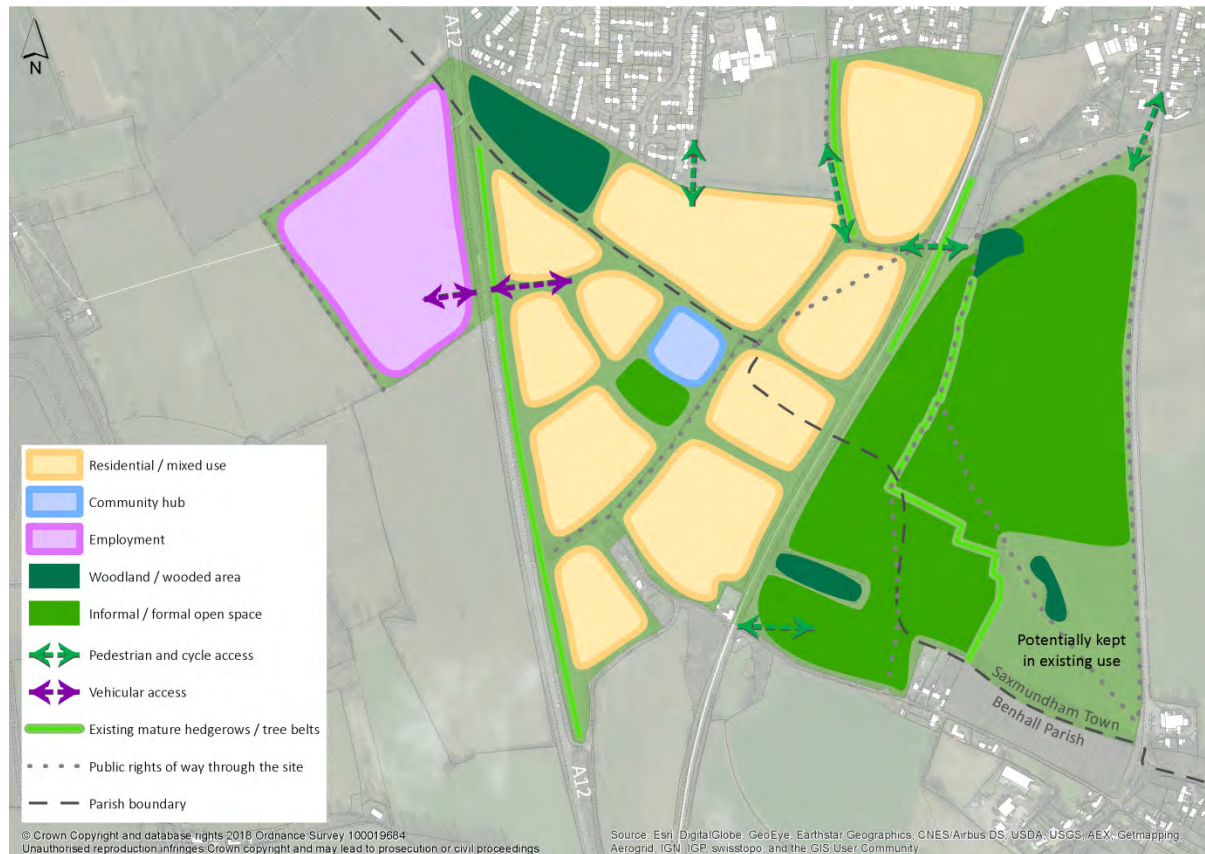 A12
N
Residential / mixed use
Community hub
Employment
Woodland / wooded area
Informal / formal open space
Pedestrian and cycle access
Vehicular access
Existing mature hedgerows / tree belts
Public rights of way through the site
Parish boundary
Potentially kept
in existing use
Saxmundham Town
Benhall Parish
A12
© Crown Copyright and database rights 2018 Ordnance Survey 100019684
Unauthorised reproduction infringes Crown copyright and may lead to prosecution or civil proceedings
Source: Esri, DigitalGlobe, GeoEye, Earthstar Geographics, CNES/Airbus DS, USDA, USGS, AEX, Getmapping,
Aerogrid, IGN, IGP, swisstopo, and the GIS User Community